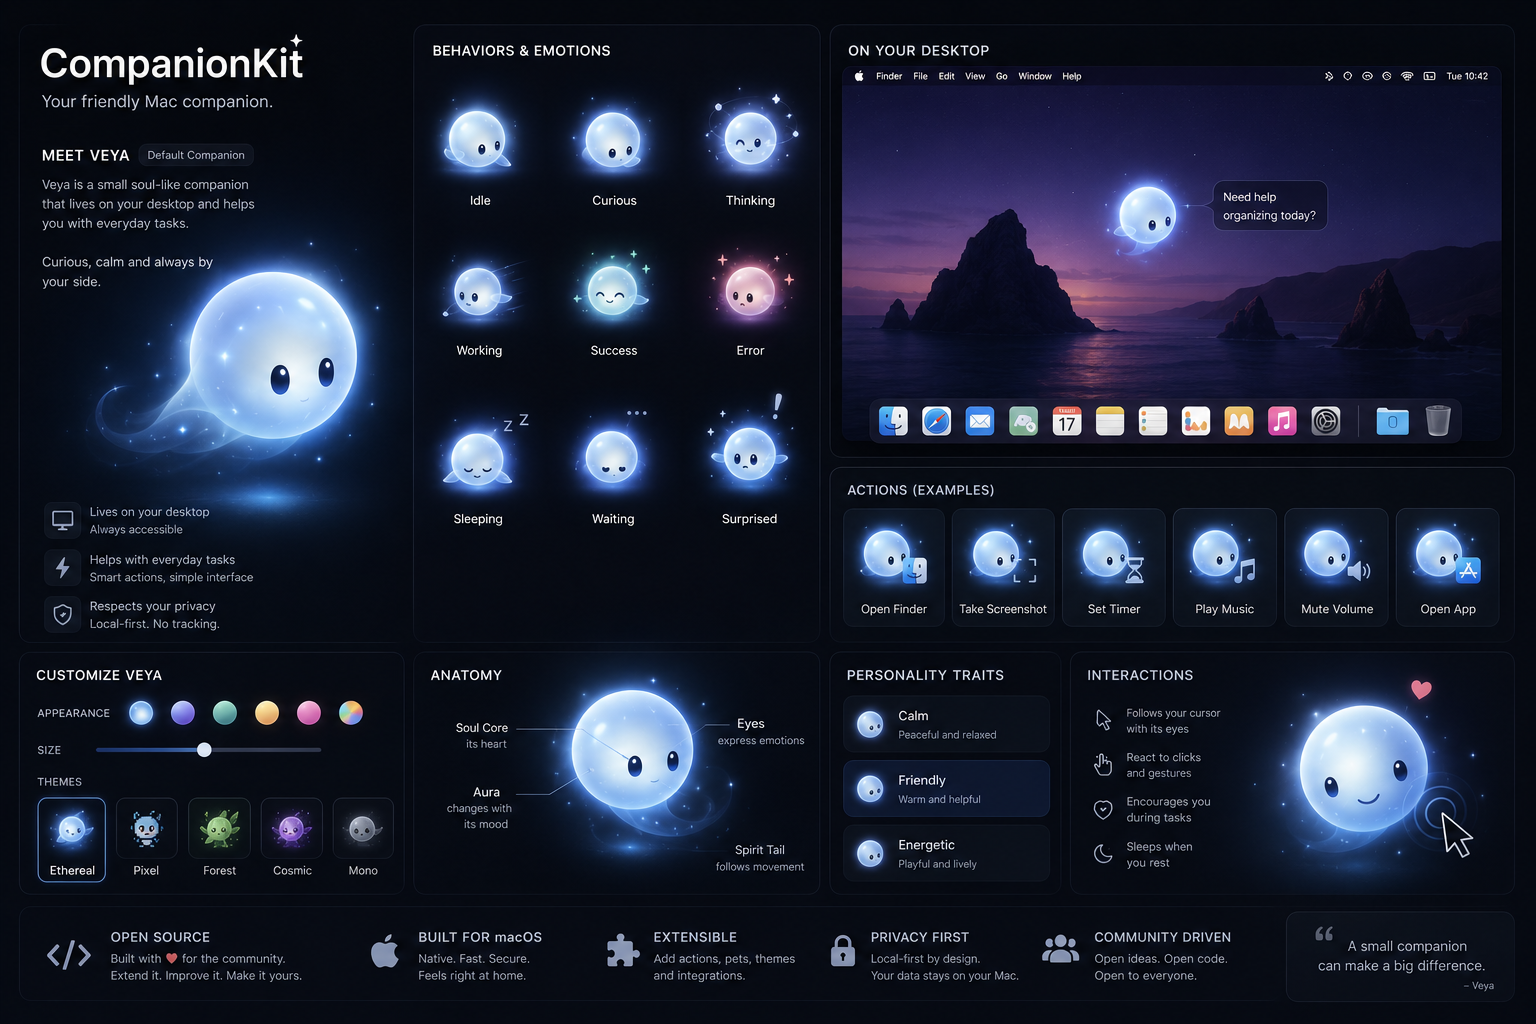 CompanionKit
Your friendly Mac companion.
MEET VEYA
Default Companion
Veya is a small soul-like companion
that lives on your desktop and helps
you with everyday tasks.
Curious, calm and always by
your side.
Lives on your desktop
Always accessible
Helps with everyday tasks
Smart actions, simple interface
Respects your privacy
Local-first. No tracking.
BEHAVIORS & EMOTIONS
Idle
Curious
Thinking
Working
Success
Error
z Z
Sleeping
...
Waiting
!
Surprised
ON YOUR DESKTOP
Finder File Edit View Go Window Help
Tue 10:42
Need help
organizing today?
17
ACTIONS (EXAMPLES)
Open Finder
Take Screenshot
Set Timer
Play Music
Mute Volume
Open App
CUSTOMIZE VEYA
APPEARANCE
SIZE
THEMES
Ethereal
Pixel
Forest
Cosmic
Mono
ANATOMY
Soul Core
its heart
Aura
changes with
its mood
Eyes
express emotions
Spirit Tail
follows movement
PERSONALITY TRAITS
Calm
Peaceful and relaxed
Friendly
Warm and helpful
Energetic
Playful and lively
INTERACTIONS
Follows your cursor
with its eyes
React to clicks
and gestures
Encourages you
during tasks
Sleeps when
you rest
</> OPEN SOURCE
Built with ♥ for the community.
Extend it. Improve it. Make it yours.
BUILT FOR macOS
Native. Fast. Secure.
Feels right at home.
EXTENSIBLE
Add actions, pets, themes
and integrations.
PRIVACY FIRST
Local-first by design.
Your data stays on your Mac.
COMMUNITY DRIVEN
Open ideas. Open code.
Open to everyone.
“ A small companion
can make a big difference.
– Veya